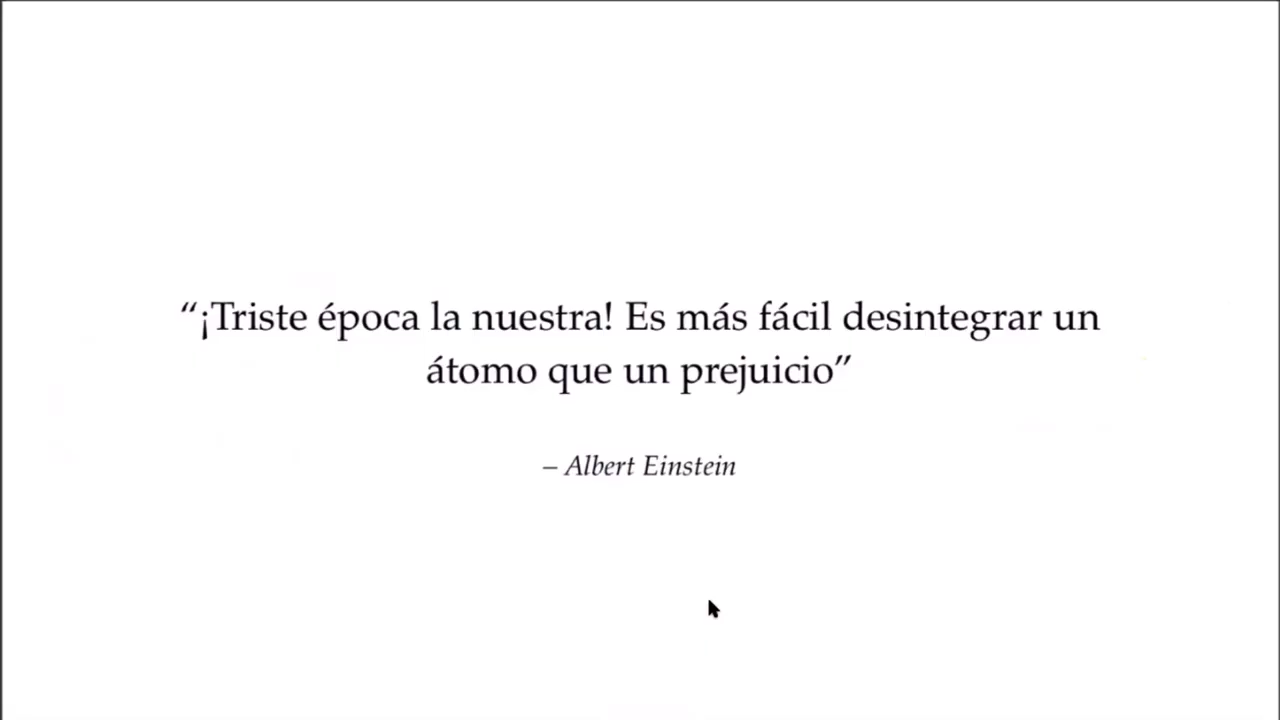 “¡Triste época la nuestra! Es más fácil desintegrar un
átomo que un prejuicio”
– Albert Einstein